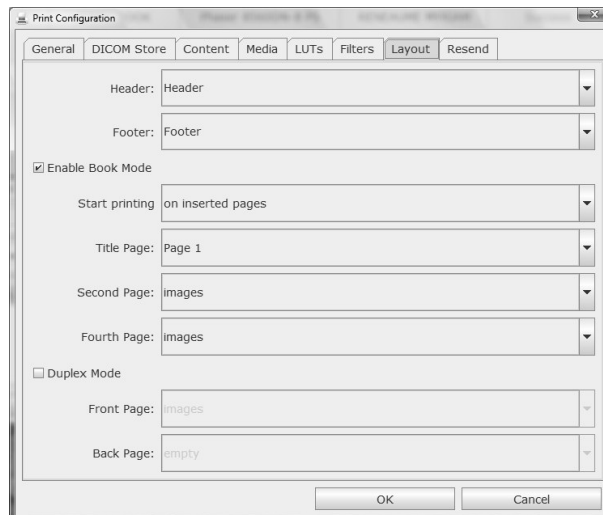 Print Configuration
General DICOM Store Content Media LUTs Filters Layout Resend
Header: Header
Footer: Footer
Enable Book Mode
Start printing on inserted pages
Title Page: Page 1
Second Page: images
Fourth Page: images
Duplex Mode
Front Page: images
Back Page: empty
OK Cancel